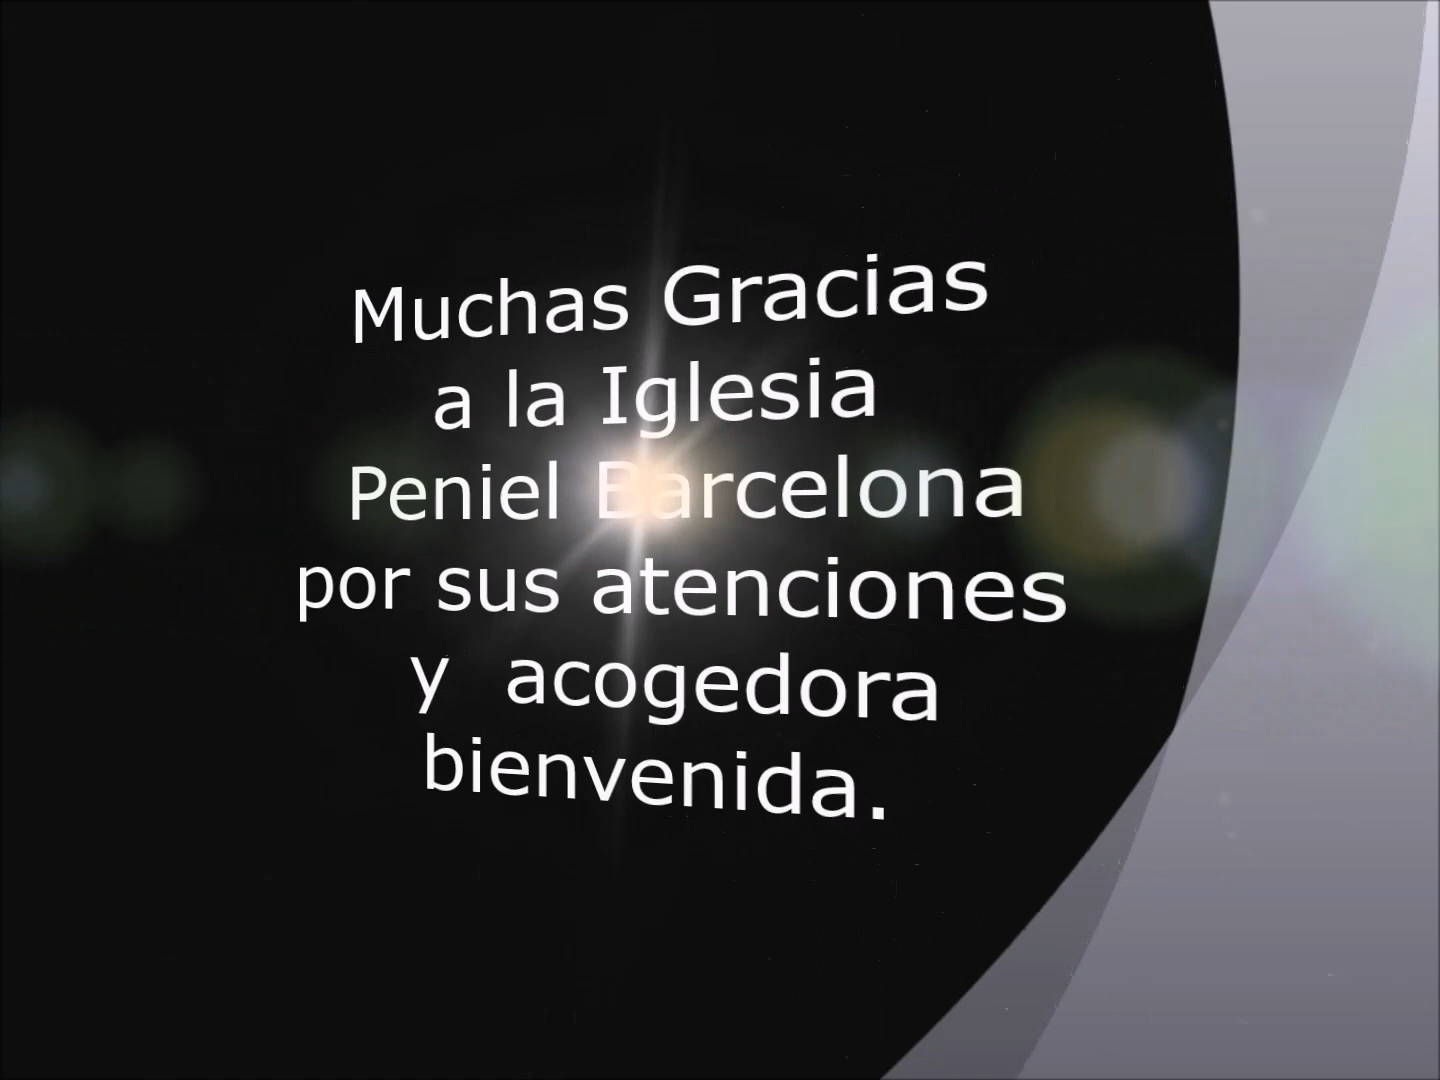 Muchas Gracias
a la Iglesia
Peniel Barcelona
por sus atenciones
y acogedora
bienvenida.